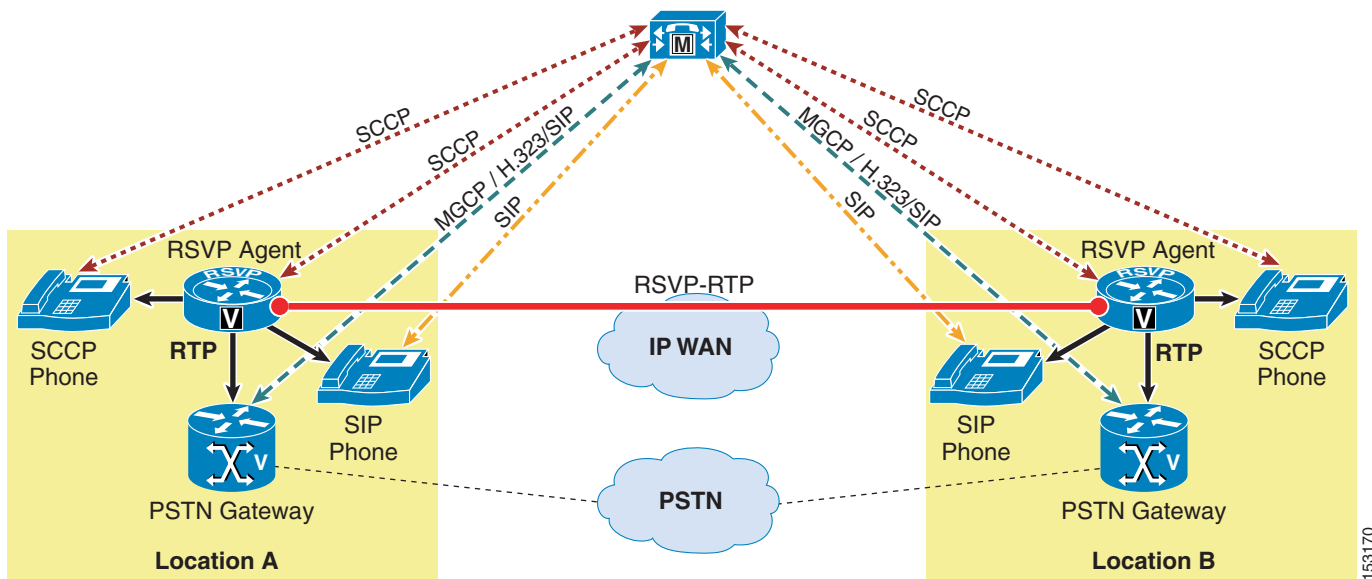 M
SCCP
SCCP
MGCP / H.323/SIP
SIP
SCCP
SCCP
MGCP / H.323/SIP
SIP
RSVP Agent
RSVP
V
SCCP
Phone
RTP
SIP
Phone
V
PSTN Gateway
Location A
RSVP-RTP
IP WAN
PSTN
RSVP Agent
RSVP
V
SCCP
Phone
RTP
SIP
Phone
V
PSTN Gateway
Location B
153170